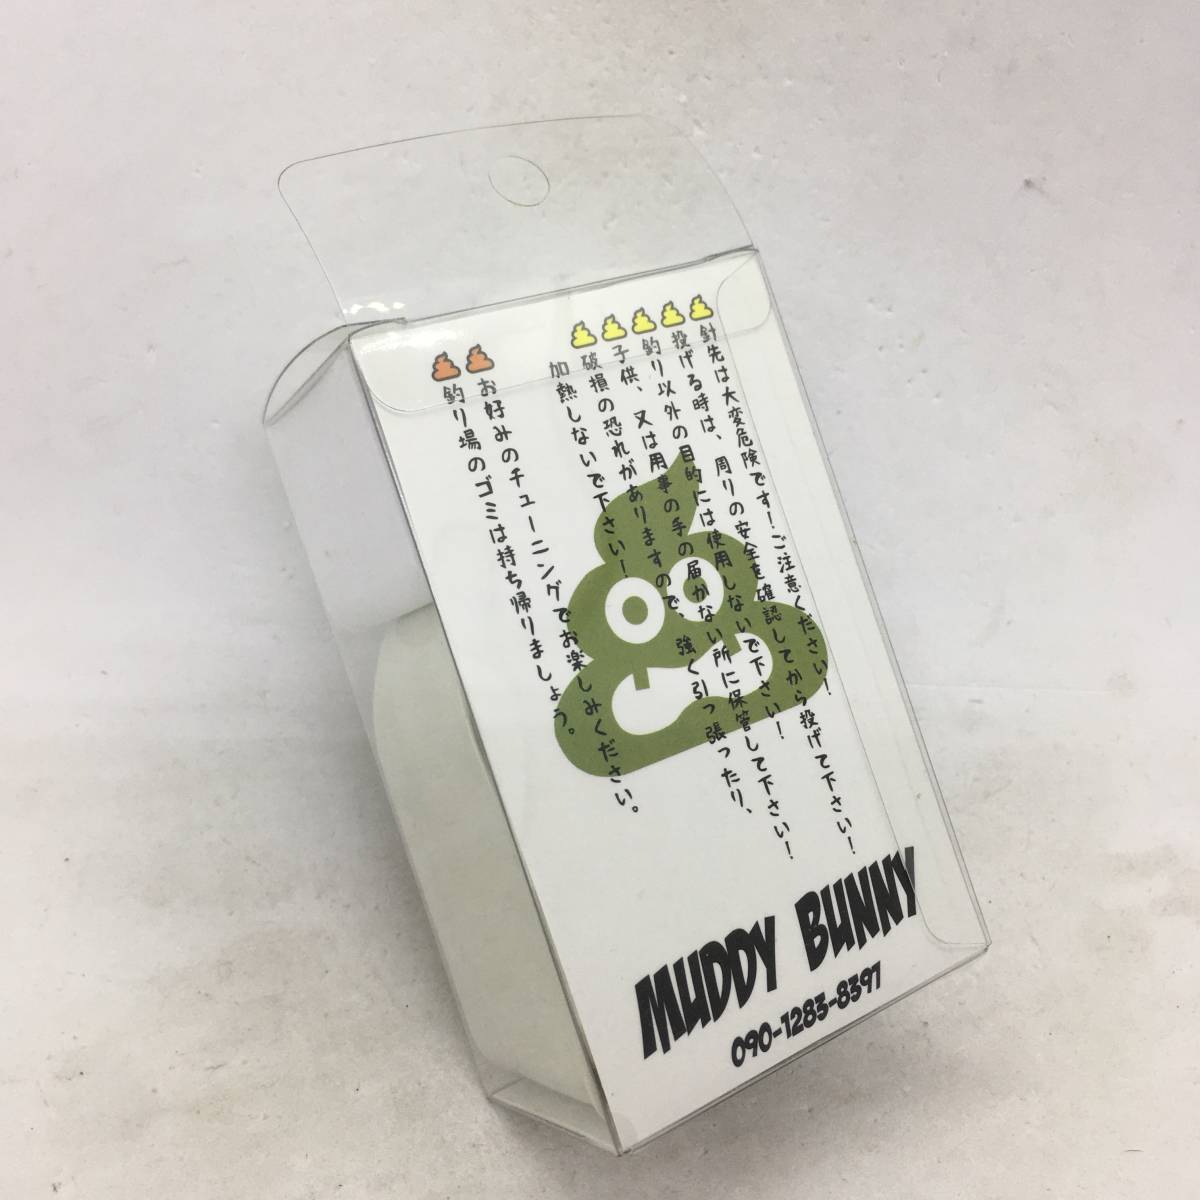 針先は大変危険です！ご注意ください！
投げる時は、周りの安全を確認してから投げて下さい！
釣り以外の目的には使用しないで下さい！
子供、又は用事の手の届かない所に保管して下さい！
破損の恐れがありますので、強く引っ張ったり、
加熱しないで下さい！
お好みのチューニングでお楽しみください。
釣り場のゴミは持ち帰りましょう。
MUDDY BUNNY
090-1283-8397